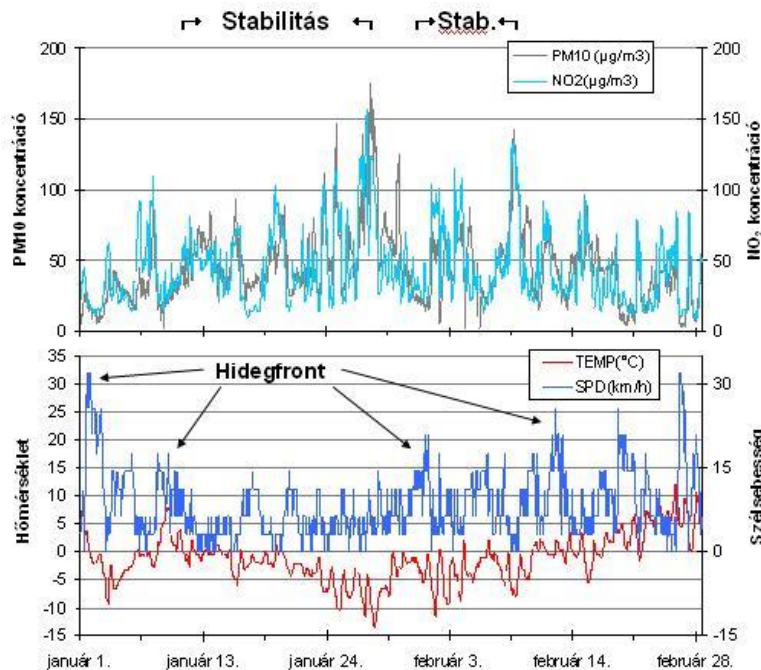 Stabilitás
Stab.
200
150
100
50
0
PM10 koncentráció
PM10 (µg/m3)
NO2(µg/m3)
200
150
100
50
0
NO₂ koncentráció
35
30
25
20
15
10
5
0
-5
-10
-15
Hőmérséklet
Hidegfront
TEMP(°C)
SPD(km/h)
30
15
0
-15
Szélsebesség
január 1.
január 13.
január 24.
február 3.
február 14.
február 28.